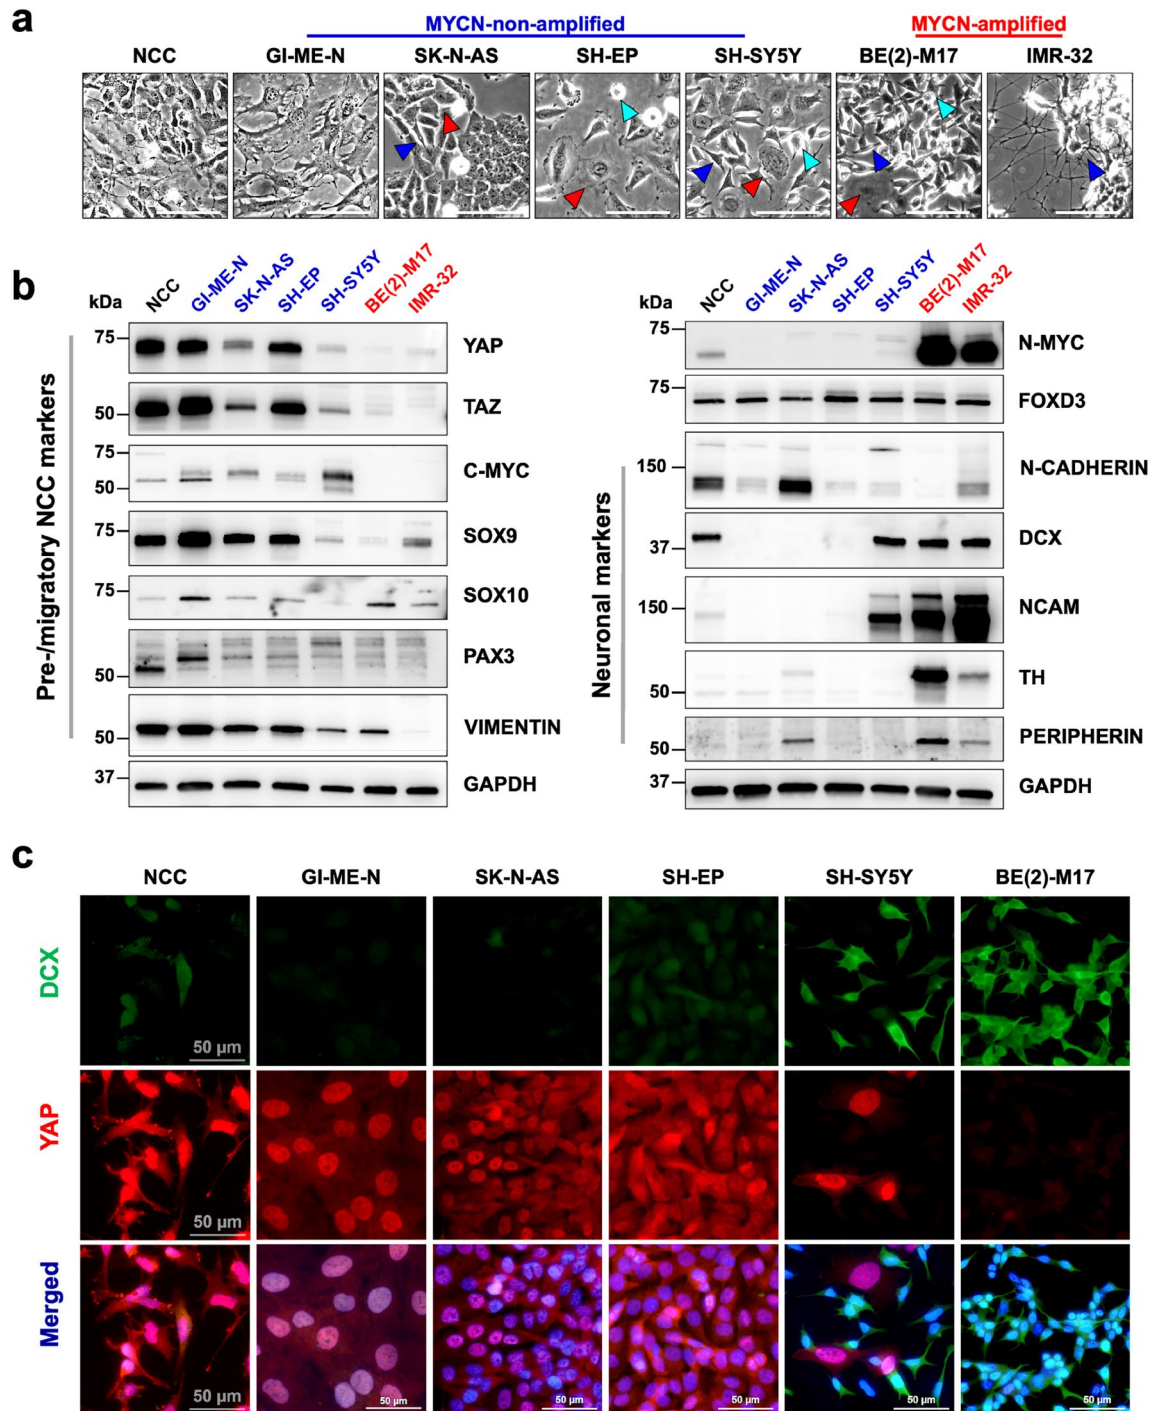 a
MYCN-non-amplified
MYCN-amplified
NCC GI-ME-N SK-N-AS SH-EP SH-SY5Y BE(2)-M17 IMR-32
b
kDa NCC GI-ME-N SK-N-AS SH-EP SH-SY5Y BE(2)-M17 IMR-32
Pre-/migratory NCC markers
75 YAP
50 TAZ
75 C-MYC
50
75 SOX9
75 SOX10
50 PAX3
50 VIMENTIN
37 GAPDH
kDa NCC GI-ME-N SK-N-AS SH-EP SH-SY5Y BE(2)-M17 IMR-32
75 N-MYC
75 FOXD3
Neuronal markers
150 N-CADHERIN
37 DCX
150 NCAM
50 TH
50 PERIPHERIN
37 GAPDH
c
NCC GI-ME-N SK-N-AS SH-EP SH-SY5Y BE(2)-M17
DCX
50 µm
YAP
50 µm
Merged
50 µm 50 µm 50 µm 50 µm 50 µm 50 µm